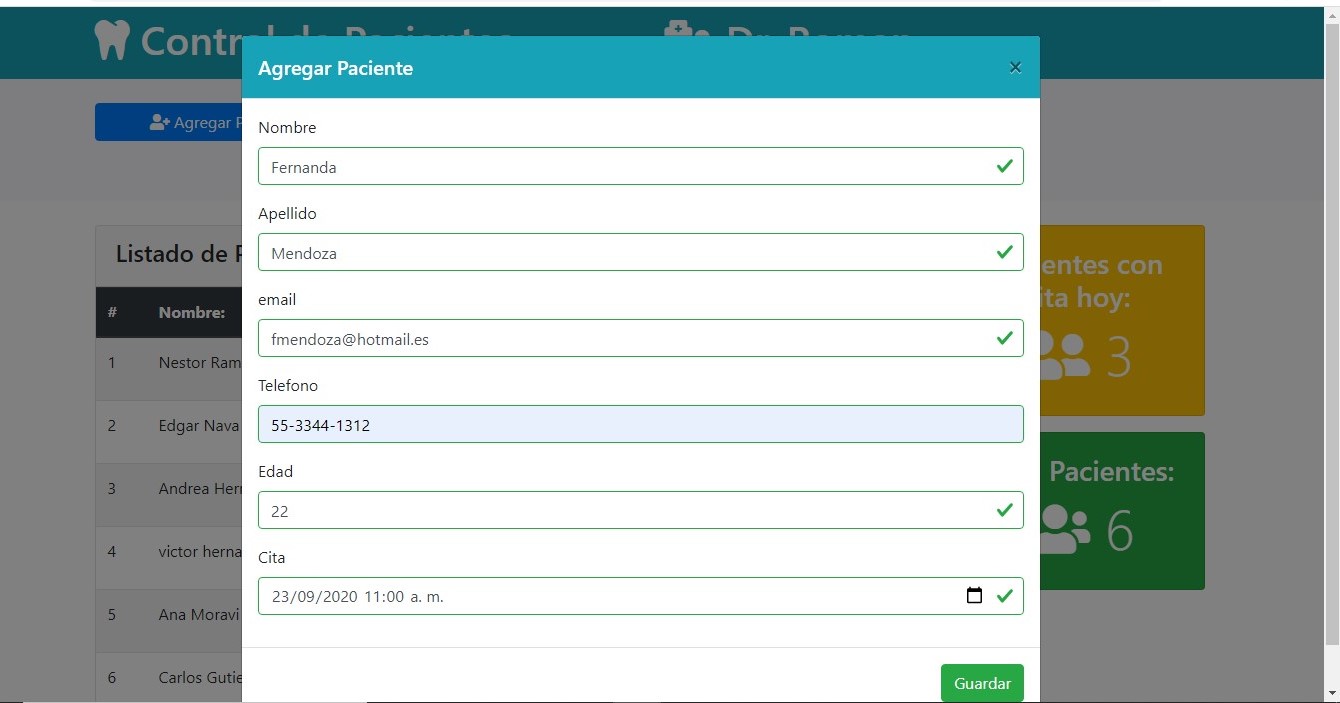 Control de Pacientes
Dr. Roman
Agregar Paciente
×
Agregar
Nombre
Fernanda
Apellido
Mendoza
email
fmendoza@hotmail.es
Telefono
55-3344-1312
Edad
22
Cita
23/09/2020 11:00 a. m.
Guardar
Listado de
# Nombre:
1 Nestor Ram
2 Edgar Nava
3 Andrea Her
4 victor herna
5 Ana Moravi
6 Carlos Gutie
entes con
ita hoy:
3
Pacientes:
6